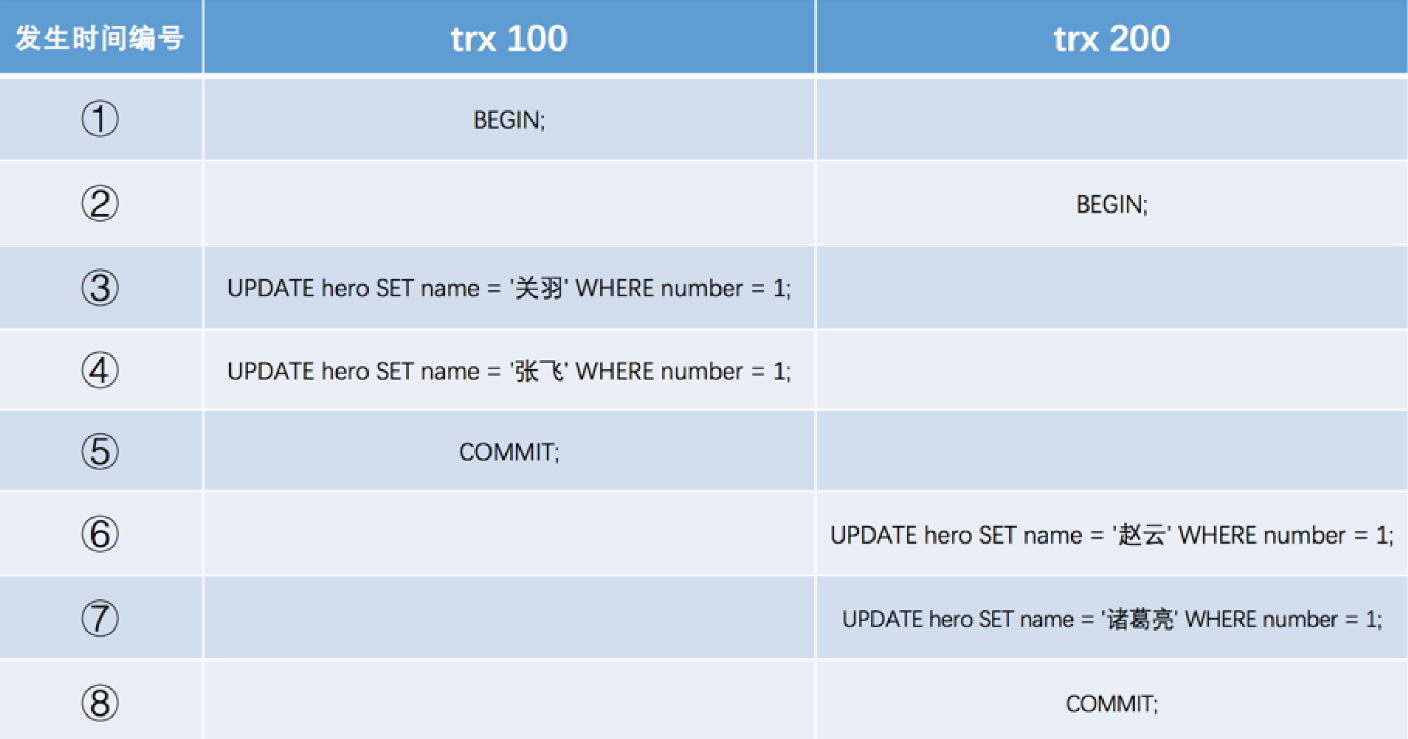 发生时间编号 trx 100 trx 200
① BEGIN;
② BEGIN;
③ UPDATE hero SET name = '关羽' WHERE number = 1;
④ UPDATE hero SET name = '张飞' WHERE number = 1;
⑤ COMMIT;
⑥ UPDATE hero SET name = '赵云' WHERE number = 1;
⑦ UPDATE hero SET name = '诸葛亮' WHERE number = 1;
⑧ COMMIT;